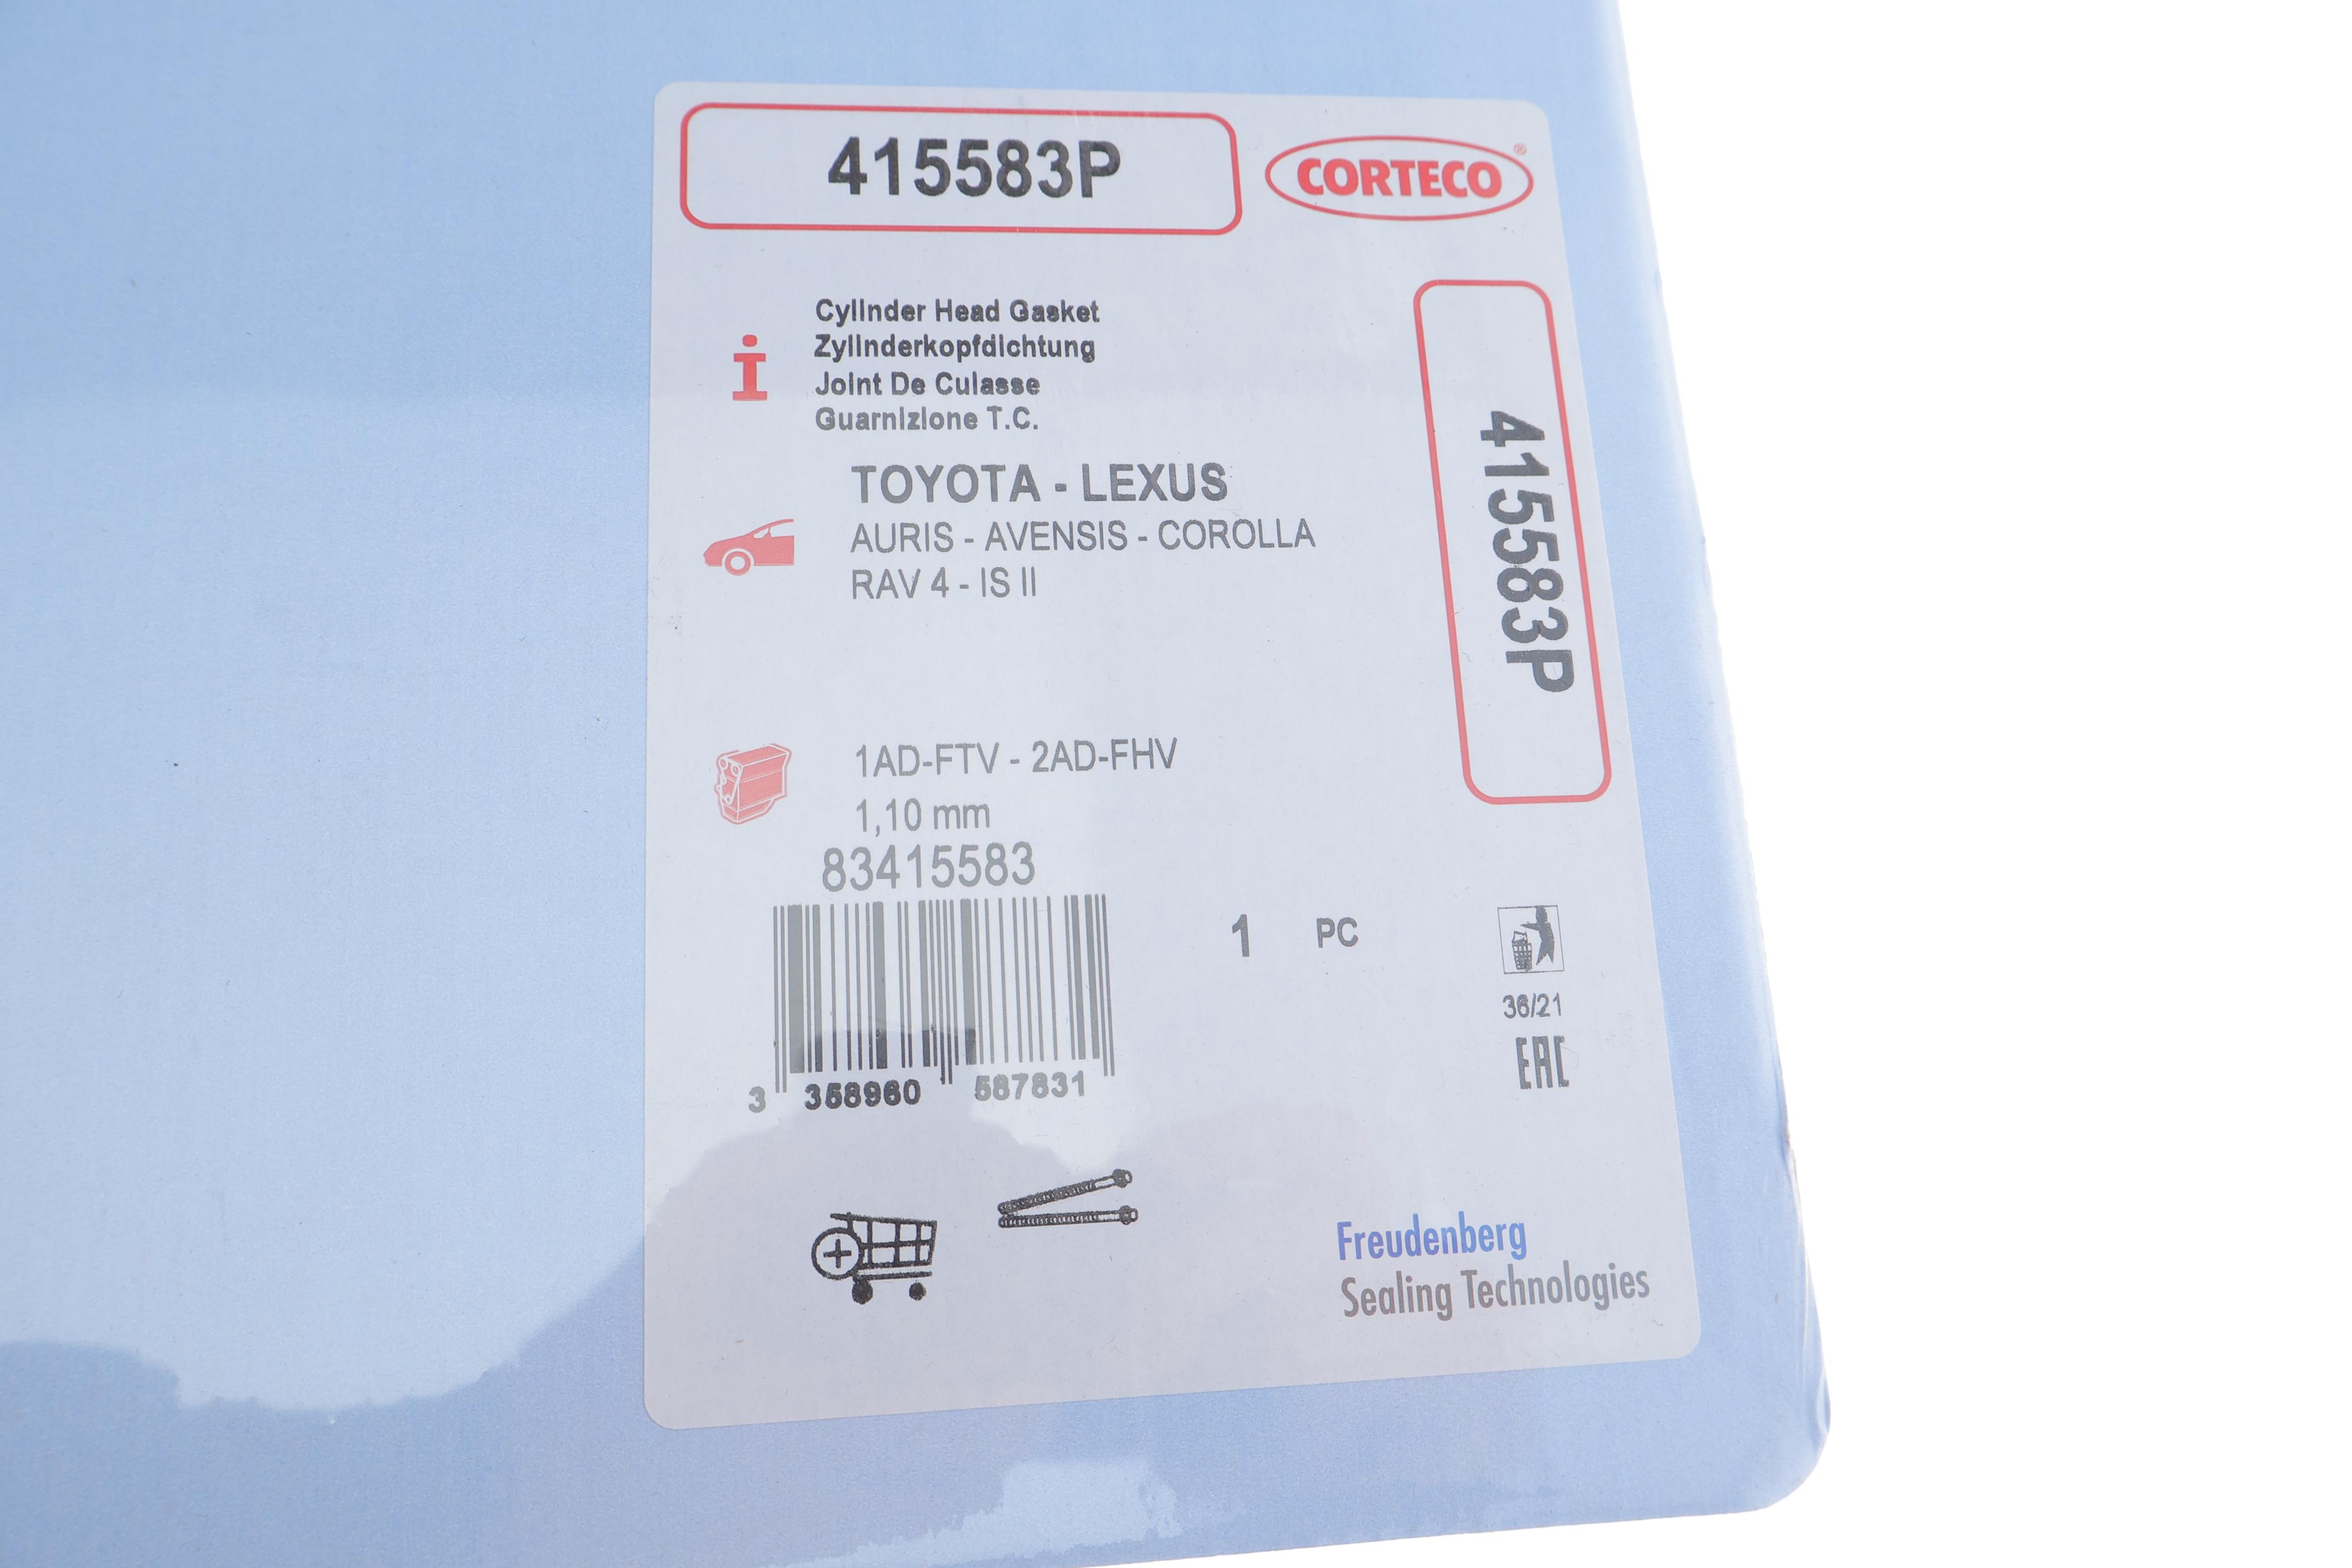 415583P
CORTECO®
Cylinder Head Gasket
Zylinderkopfdichtung
Joint De Culasse
Guarnizione T.C.
TOYOTA - LEXUS
AURIS - AVENSIS - COROLLA
RAV 4 - IS II
415583P
1AD-FTV - 2AD-FHV
1,10 mm
83415583
1 PC
3 358960 587831
36/21
EAC
Freudenberg
Sealing Technologies